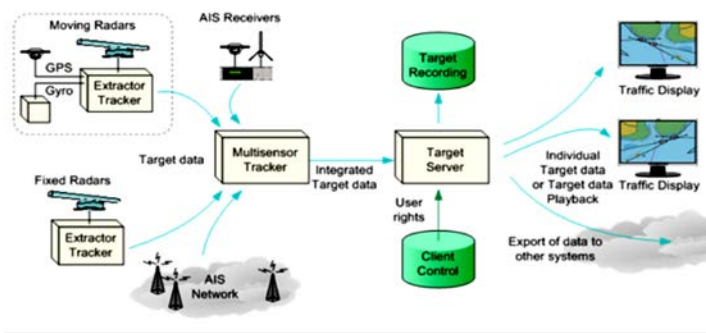 Moving Radars
GPS
Gyro
Extractor
Tracker
AIS Receivers
Target data
Fixed Radars
Extractor
Tracker
AIS
Network
Multisensor
Tracker
Integrated
Target data
Target
Recording
Target
Server
User
rights
Client
Control
Traffic Display
Traffic Display
Individual
Target data
or Target data
Playback
Export of data to
other systems